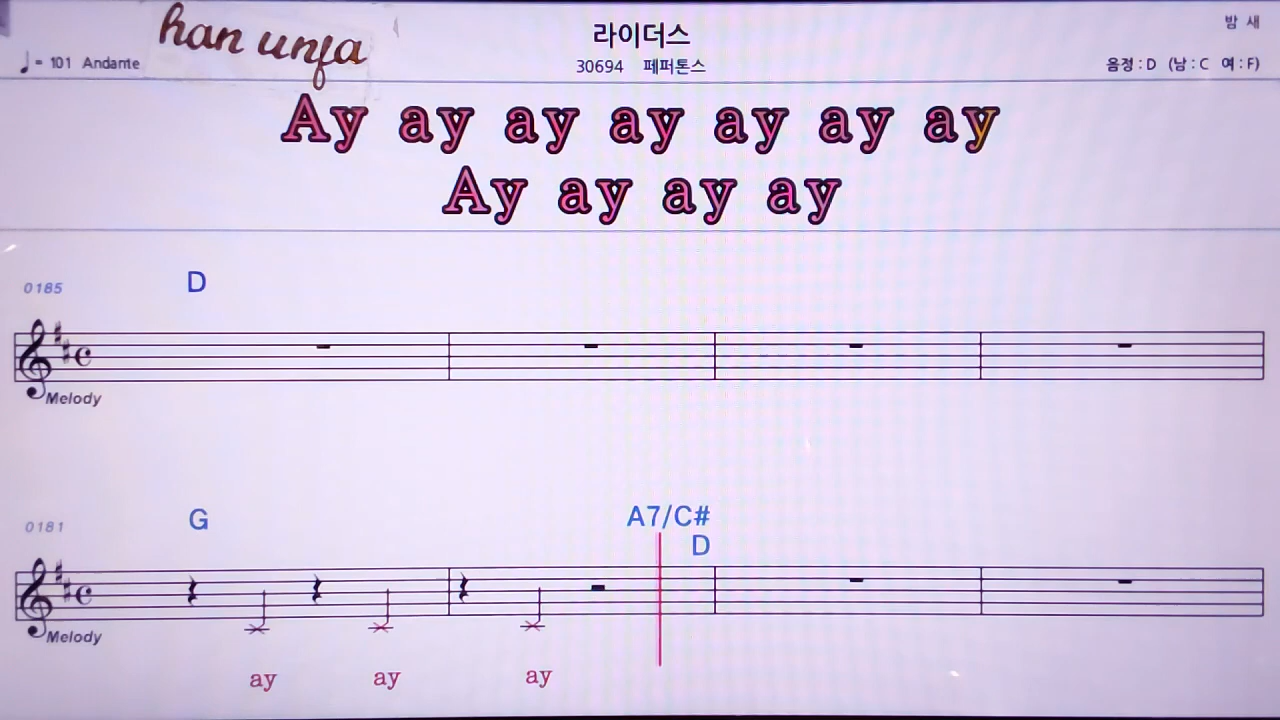 han unja
라이더스
밤 새
♩ = 101 Andante
30694 페퍼톤스
음정 : D (남 : C 여 : F)
Ay ay ay ay ay ay ay
Ay ay ay ay
0185 D
Melody
0181 G A7/C#
D
Melody
ay ay ay